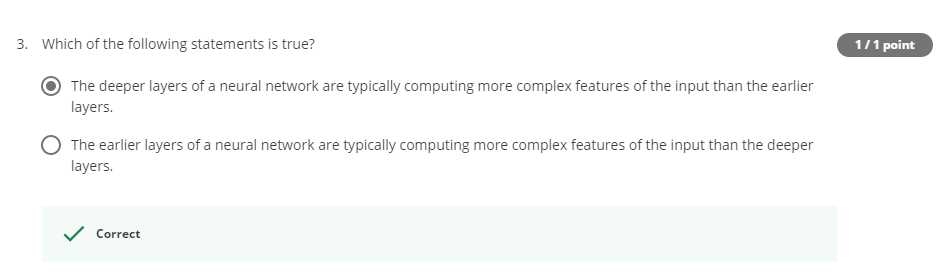 3. Which of the following statements is true?
1 / 1 point
The deeper layers of a neural network are typically computing more complex features of the input than the earlier
layers.
The earlier layers of a neural network are typically computing more complex features of the input than the deeper
layers.
Correct